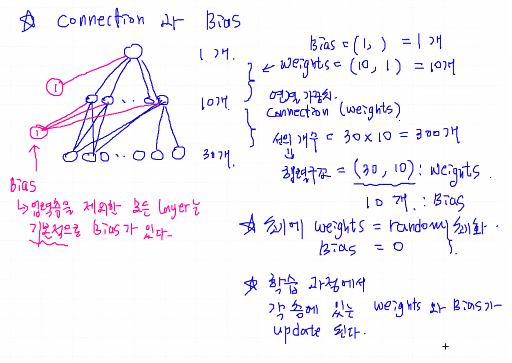 ☆ Connection 과 Bias
1개.
10개.
30개.
1
1
Bias
↳ 입력층을 제외한 모든 layer는
기본적으로 Bias가 있다.
Bias = (1, ) = 1개
← weights = (10, 1) = 10개
연결 가중치.
Connection (weights)
선의 개수 = 30 x 10 = 300개
↳ 행렬구조 = (30, 10) : weights.
10개. : Bias
☆ 최초에 weights = random 초기화.
Bias = 0
☆ 학습 과정에서
각 층에 있는 weights 와 Bias가
update 된다.